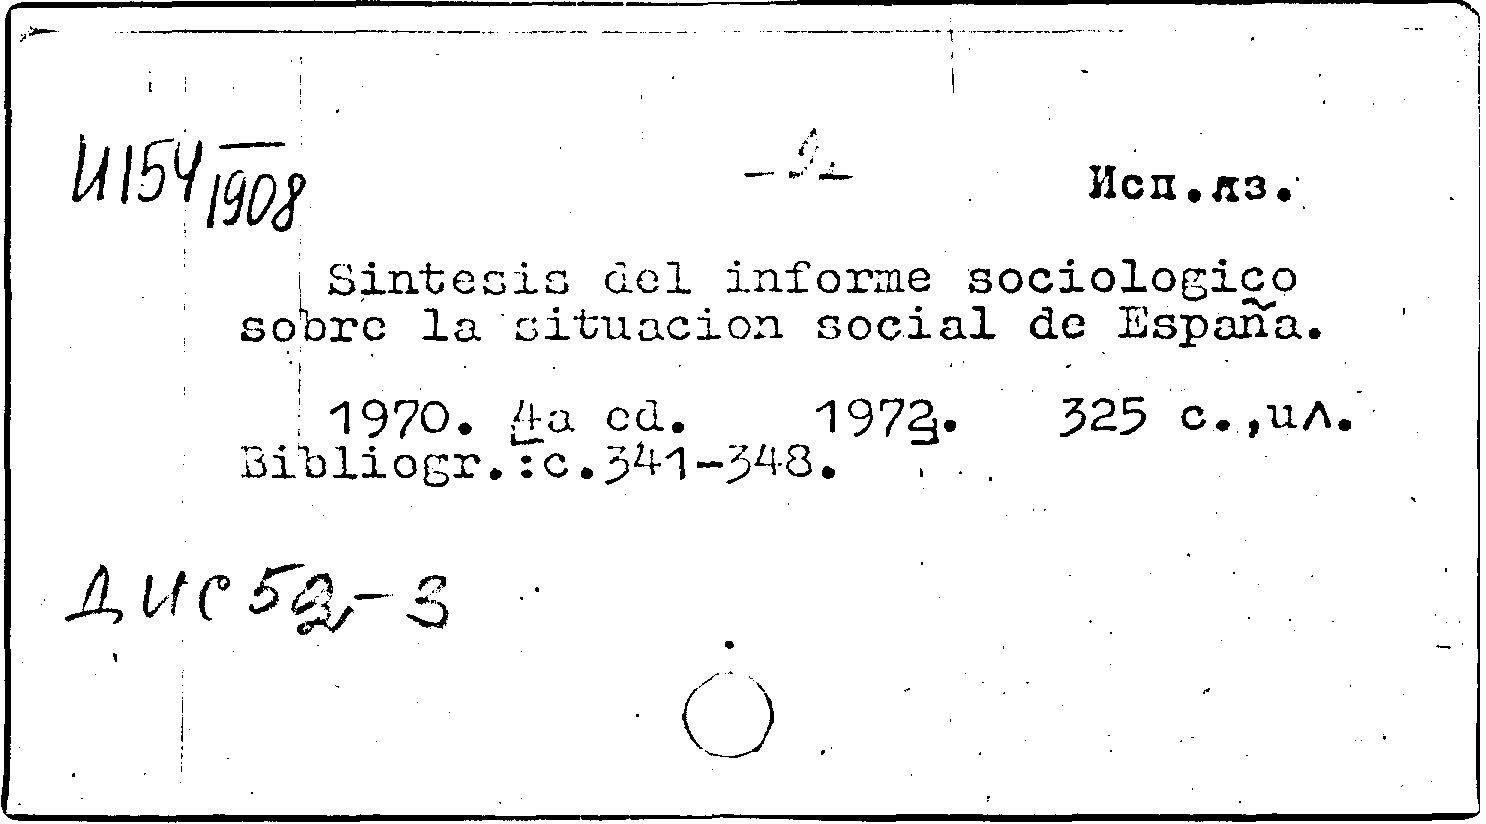 И154 —
1908
– 2 –
Исп.яз.
Sintesis del informe sociologico
sobre la situacion social de España.
1970. 4a ed. 1972. 325 с.,ил.
Bibliogr.:с.341-348.
ДИС52-3